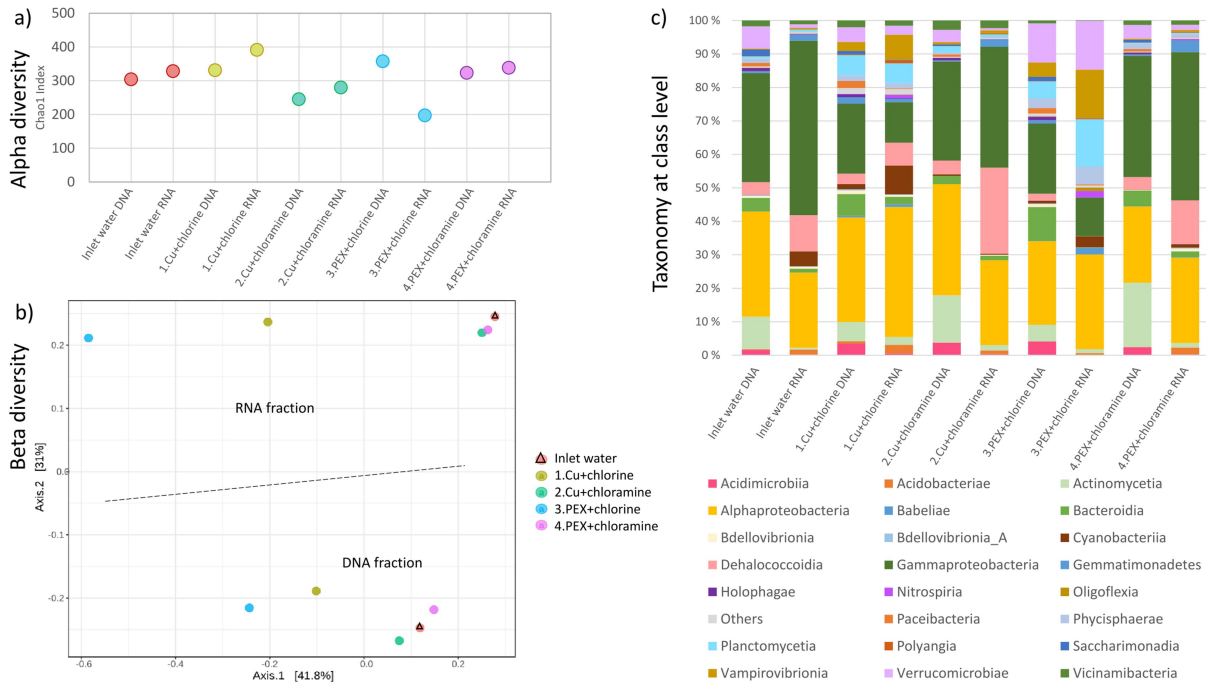 a)
Alpha diversity
Chao1 Index
500
400
300
200
100
0
Inlet water DNA
Inlet water RNA
1.Cu+chlorine DNA
1.Cu+chlorine RNA
2.Cu+chloramine DNA
2.Cu+chloramine RNA
3.PEX+chlorine DNA
3.PEX+chlorine RNA
4.PEX+chloramine DNA
4.PEX+chloramine RNA
b)
Beta diversity
Axis.2 [31%]
0.2
0.1
0.0
-0.1
-0.2
RNA fraction
DNA fraction
-0.6
-0.4
-0.2
0.0
0.2
Axis.1 [41.8%]
Inlet water
1.Cu+chlorine
2.Cu+chloramine
3.PEX+chlorine
4.PEX+chloramine
c)
Taxonomy at class level
100 %
90 %
80 %
70 %
60 %
50 %
40 %
30 %
20 %
10 %
0 %
Inlet water DNA
Inlet water RNA
1.Cu+chlorine DNA
1.Cu+chlorine RNA
2.Cu+chloramine DNA
2.Cu+chloramine RNA
3.PEX+chlorine DNA
3.PEX+chlorine RNA
4.PEX+chloramine DNA
4.PEX+chloramine RNA
Acidimicrobiia Acidobacteriae Actinomycetia
Alphaproteobacteria Babeliae Bacteroidia
Bdellovibrionia Bdellovibrionia_A Cyanobacteriia
Dehalococcoidia Gammaproteobacteria Gemmatimonadetes
Holophagae Nitrospiria Oligoflexia
Others Paceibacteria Phycisphaerae
Planctomycetia Polyangia Saccharimonadia
Vampirovibrionia Verrucomicrobiae Vicinamibacteria